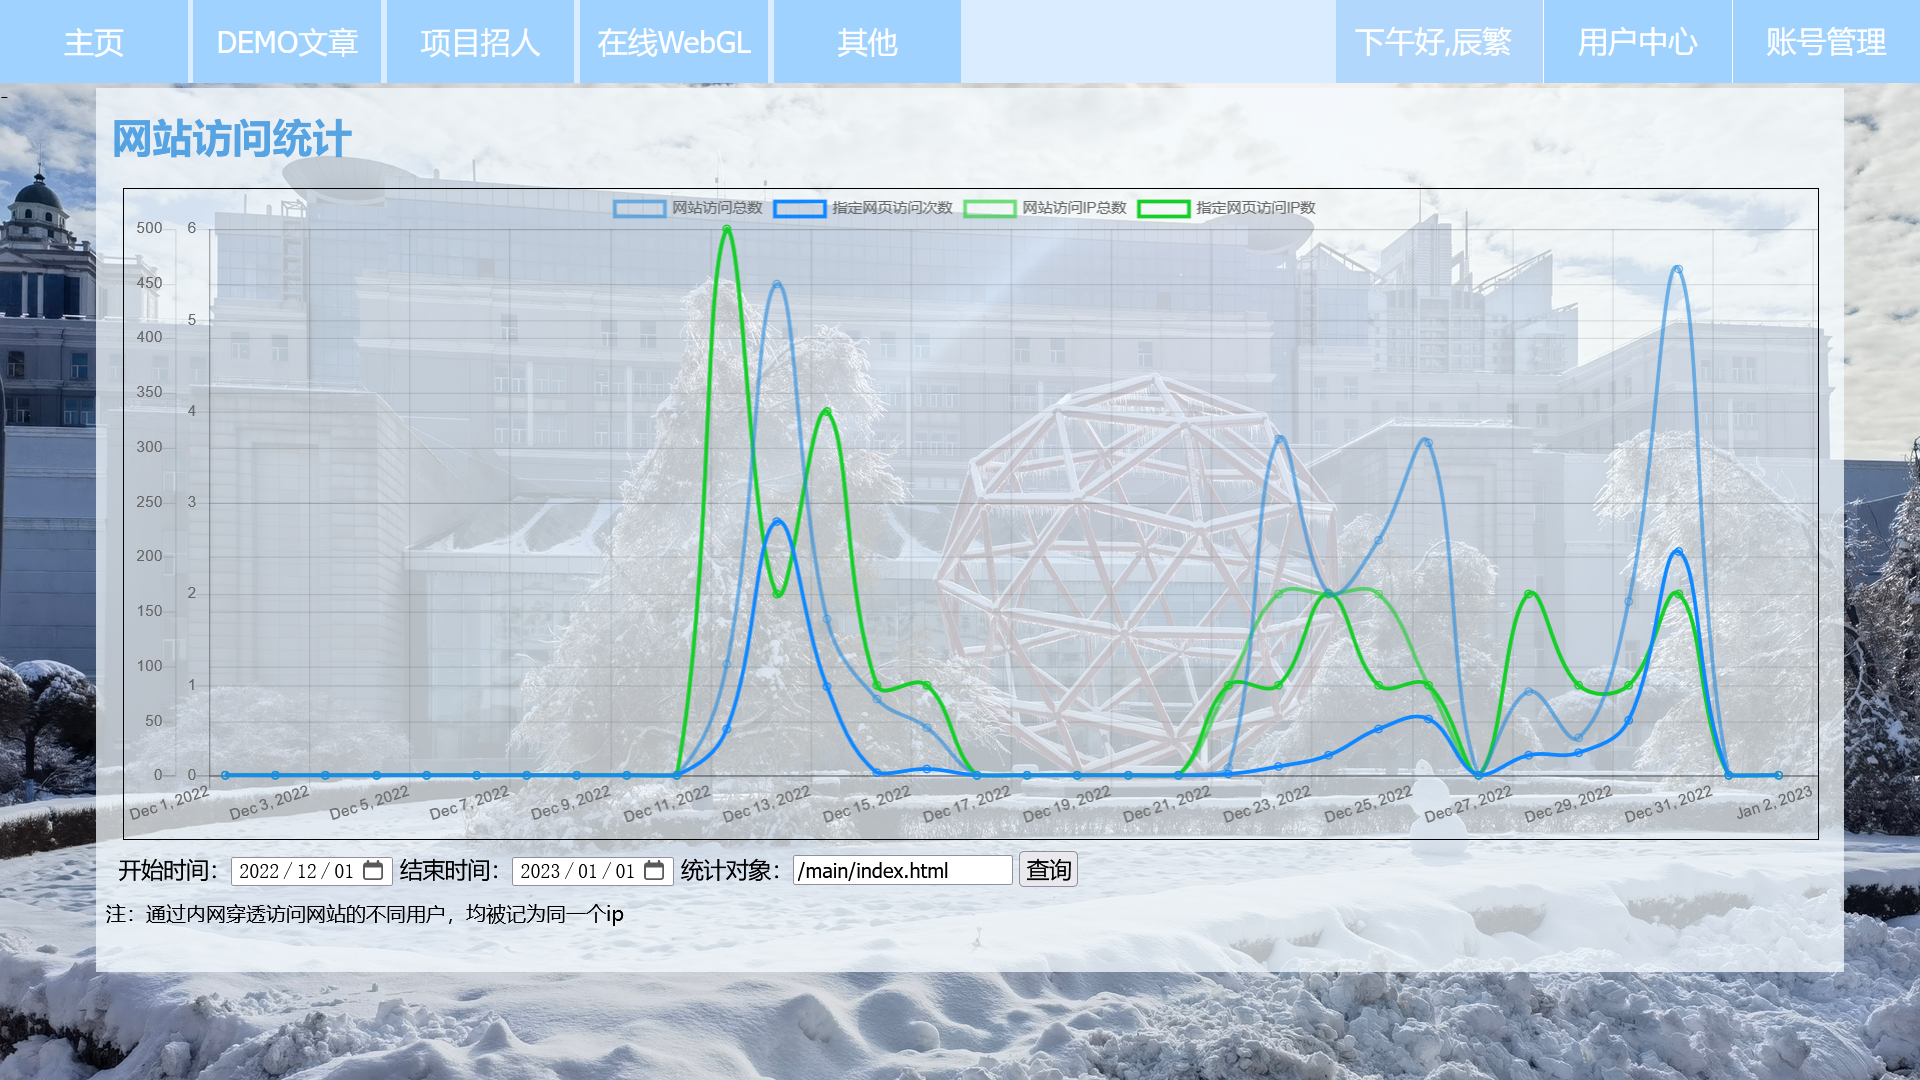 主页 DEMO文章 项目招人 在线WebGL 其他 下午好,辰繁 用户中心 账号管理
网站访问统计
网站访问总数 指定网页访问次数 网站访问IP总数 指定网页访问IP数
500 6
450
5
400
350
4
300
250 3
200
2
150
100
1
50
0 0
Dec 1, 2022 Dec 3, 2022 Dec 5, 2022 Dec 7, 2022 Dec 9, 2022 Dec 11, 2022 Dec 13, 2022 Dec 15, 2022 Dec 17, 2022 Dec 19, 2022 Dec 21, 2022 Dec 23, 2022 Dec 25, 2022 Dec 27, 2022 Dec 29, 2022 Dec 31, 2022 Jan 2, 2023
开始时间：2022/12/01 结束时间：2023/01/01 统计对象：/main/index.html 查询
注：通过内网穿透访问网站的不同用户，均被记为同一个ip